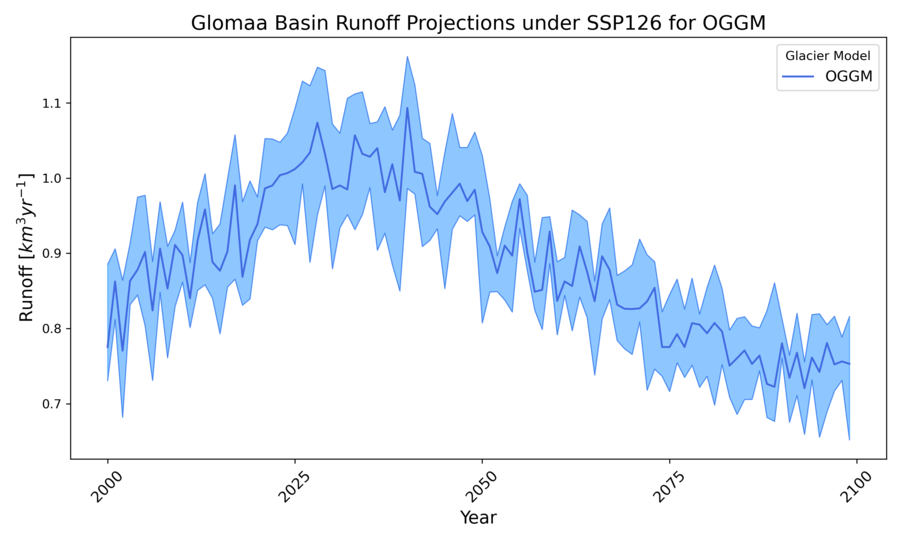 Glomaa Basin Runoff Projections under SSP126 for OGGM
Glacier Model
OGGM
Runoff [km³yr⁻¹]
1.1
1.0
0.9
0.8
0.7
2000
2025
2050
2075
2100
Year